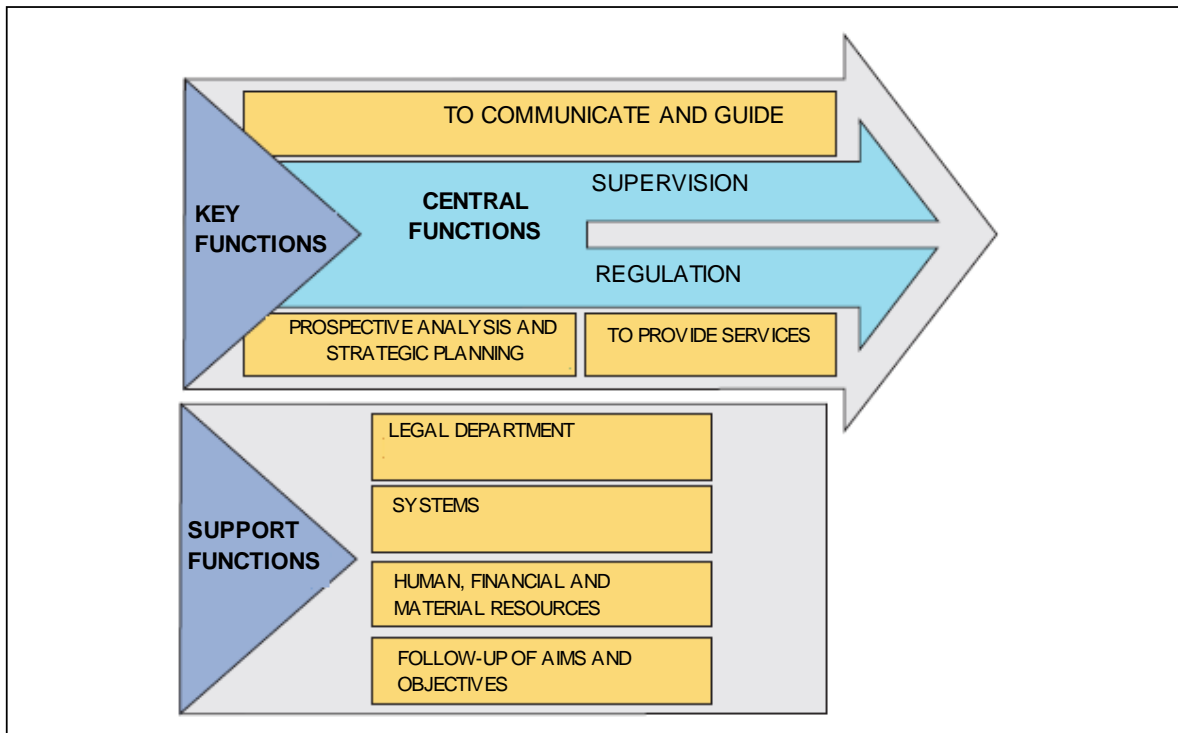 TO COMMUNICATE AND GUIDE
SUPERVISION
CENTRAL
FUNCTIONS
KEY
FUNCTIONS
REGULATION
PROSPECTIVE ANALYSIS AND
STRATEGIC PLANNING
TO PROVIDE SERVICES
LEGAL DEPARTMENT
SYSTEMS
SUPPORT
FUNCTIONS
HUMAN, FINANCIAL AND
MATERIAL RESOURCES
FOLLOW-UP OF AIMS AND
OBJECTIVES